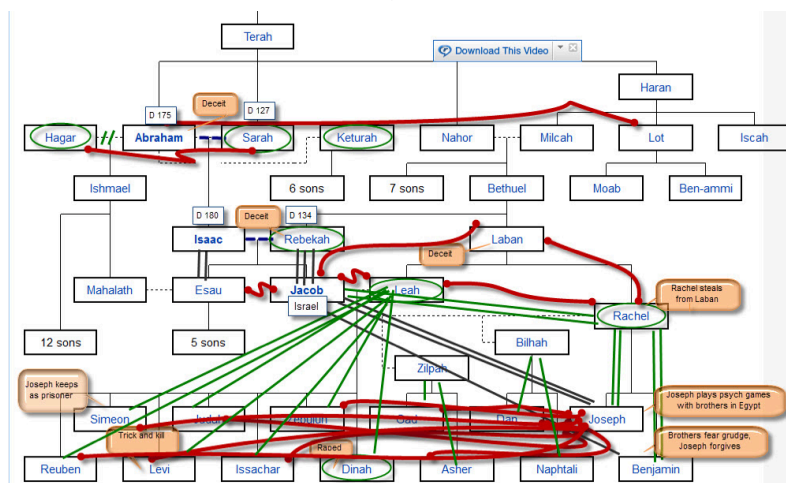 Terah
Download This Video
Haran
D 175
Deceit
D 127
Hagar
Abraham
Sarah
Keturah
Nahor
Milcah
Lot
Iscah
Ishmael
6 sons
7 sons
Bethuel
Moab
Ben-ammi
D 180
Deceit
D 134
Isaac
Rebekah
Laban
Deceit
Mahalath
Esau
Jacob
Israel
Leah
Rachel steals
from Laban
Rachel
12 sons
5 sons
Bilhah
Zilpah
Joseph keeps
as prisoner
Simeon
Judah
Zebulon
Gad
Dan
Joseph
Joseph plays psych games
with brothers in Egypt
Trick and kill
Raped
Brothers fear grudge,
Joseph forgives
Reuben
Levi
Issachar
Dinah
Asher
Naphtali
Benjamin